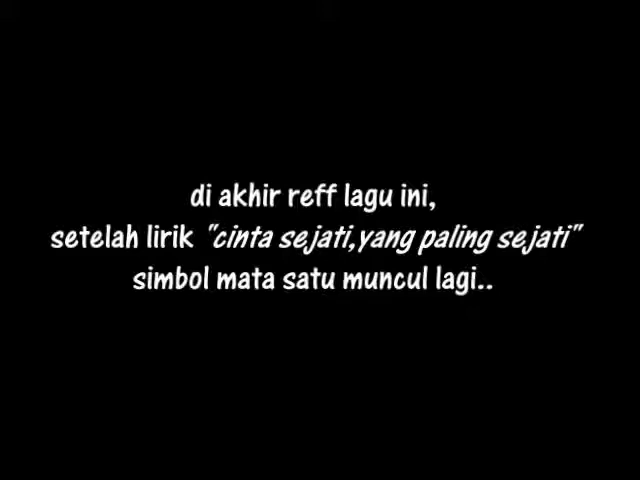 di akhir reff lagu ini,
setelah lirik "cinta sejati,yang paling sejati"
simbol mata satu muncul lagi..